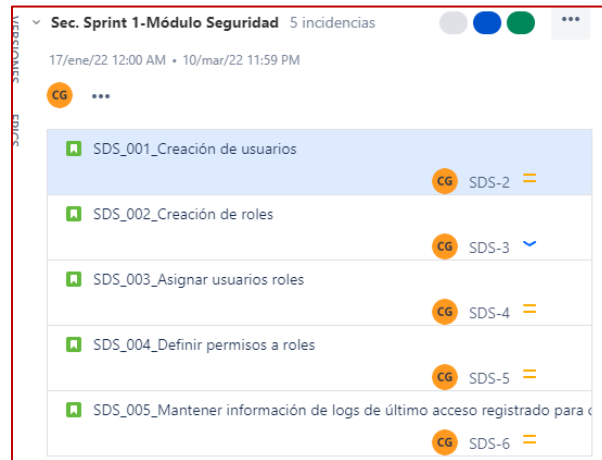 VERSIONES
EPICS
Sec. Sprint 1-Módulo Seguridad 5 incidencias
17/ene/22 12:00 AM • 10/mar/22 11:59 PM
CG
SDS_001_Creación de usuarios
CG SDS-2
SDS_002_Creación de roles
CG SDS-3
SDS_003_Asignar usuarios roles
CG SDS-4
SDS_004_Definir permisos a roles
CG SDS-5
SDS_005_Mantener información de logs de último acceso registrado para
CG SDS-6